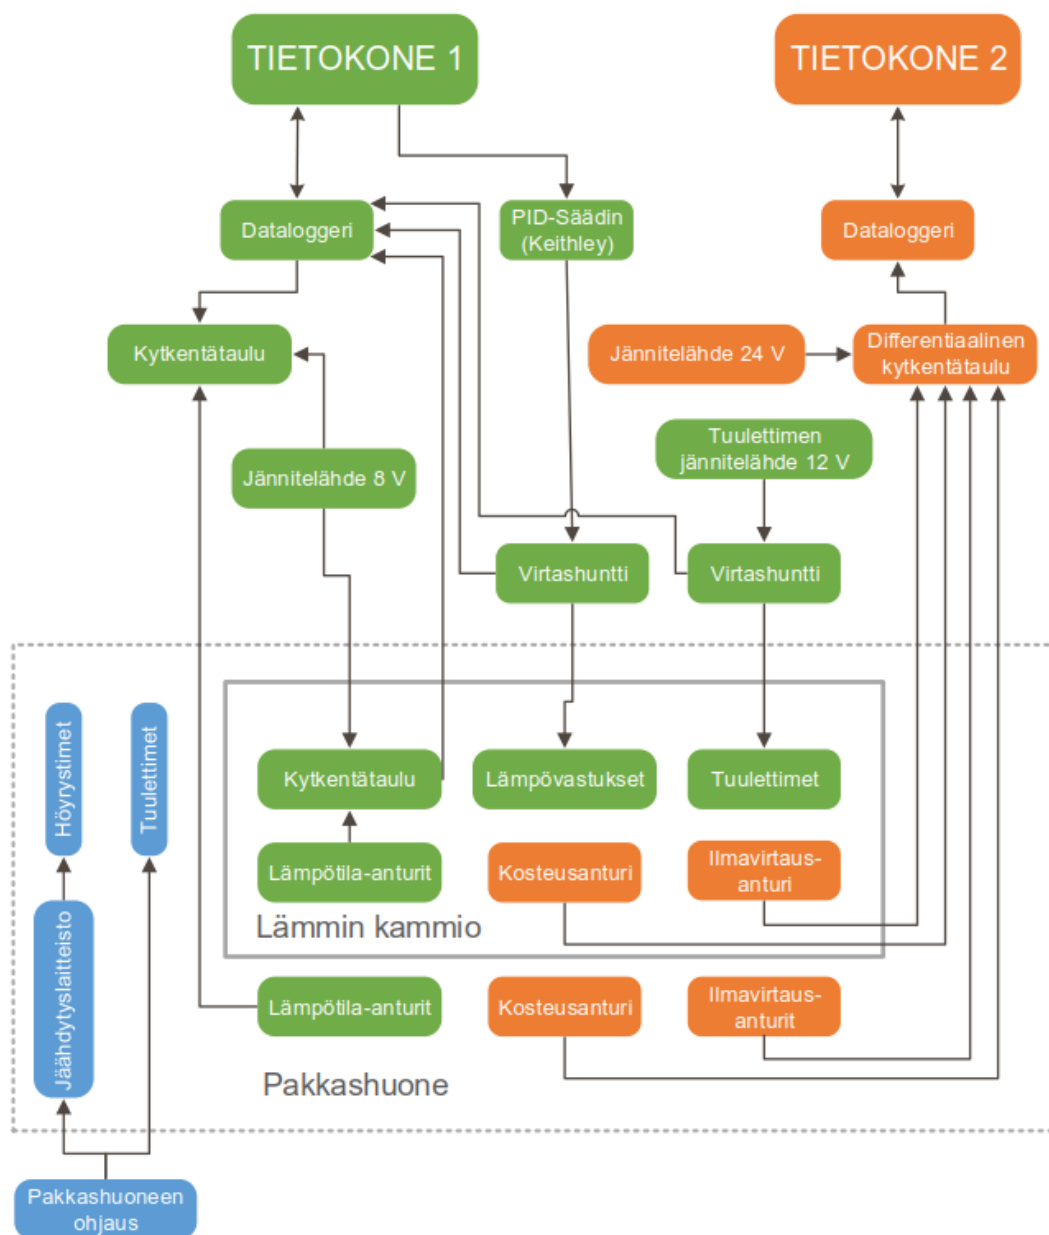 TIETOKONE 1
TIETOKONE 2
Dataloggeri
PID-Säädin
(Keithley)
Dataloggeri
Kytkentätaulu
Jännitelähde 24 V
Differentiaalinen
kytkentätaulu
Jännitelähde 8 V
Tuulettimen
jännitelähde 12 V
Virtashuntti
Virtashuntti
Höyrystimet
Tuulettimet
Kytkentätaulu
Lämpövastukset
Tuulettimet
Lämpötila-anturit
Kosteusanturi
Ilmavirtaus-
anturi
Lämmin kammio
Jäähdytyslaitteisto
Lämpötila-anturit
Kosteusanturi
Ilmavirtaus-
anturit
Pakkashuone
Pakkashuoneen
ohjaus